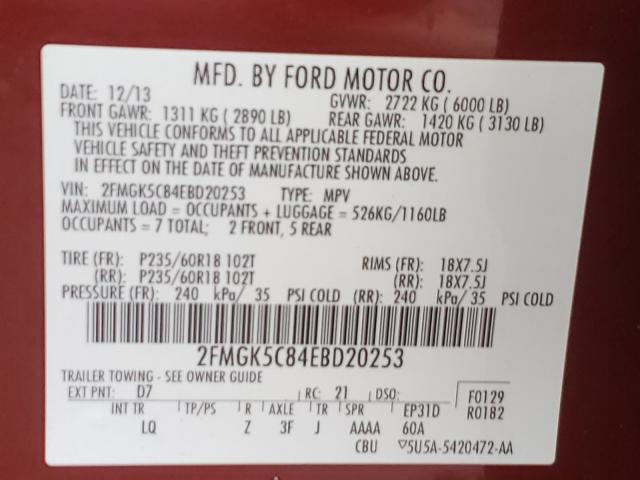 MFD. BY FORD MOTOR CO.
DATE: 12/13 GVWR: 2722 KG ( 6000 LB)
FRONT GAWR: 1311 KG ( 2890 LB) REAR GAWR: 1420 KG ( 3130 LB)
THIS VEHICLE CONFORMS TO ALL APPLICABLE FEDERAL MOTOR
VEHICLE SAFETY AND THEFT PREVENTION STANDARDS
IN EFFECT ON THE DATE OF MANUFACTURE SHOWN ABOVE.
VIN: 2FMGK5C84EBD20253 TYPE: MPV
MAXIMUM LOAD = OCCUPANTS + LUGGAGE = 526KG/1160LB
OCCUPANTS = 7 TOTAL; 2 FRONT, 5 REAR
TIRE (FR): P235/60R18 102T RIMS (FR): 18X7.5J
(RR): P235/60R18 102T (RR): 18X7.5J
PRESSURE (FR): 240 kPa/ 35 PSI COLD (RR): 240 kPa/ 35 PSI COLD
2FMGK5C84EBD20253
TRAILER TOWING - SEE OWNER GUIDE
EXT PNT: D7 RC: 21 DSO: F0129
INT TR TP/PS R AXLE TR SPR EP31D R0182
LQ Z 3F J AAAA 60A
CBU 5U5A-5420472-AA